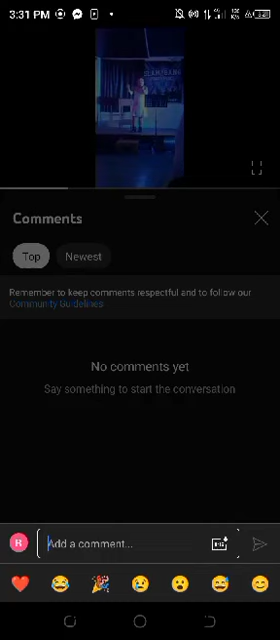 3:31 PM
Comments
Top
Newest
Remember to keep comments respectful and to follow our
Community Guidelines
No comments yet
Say something to start the conversation
R
Add a comment...